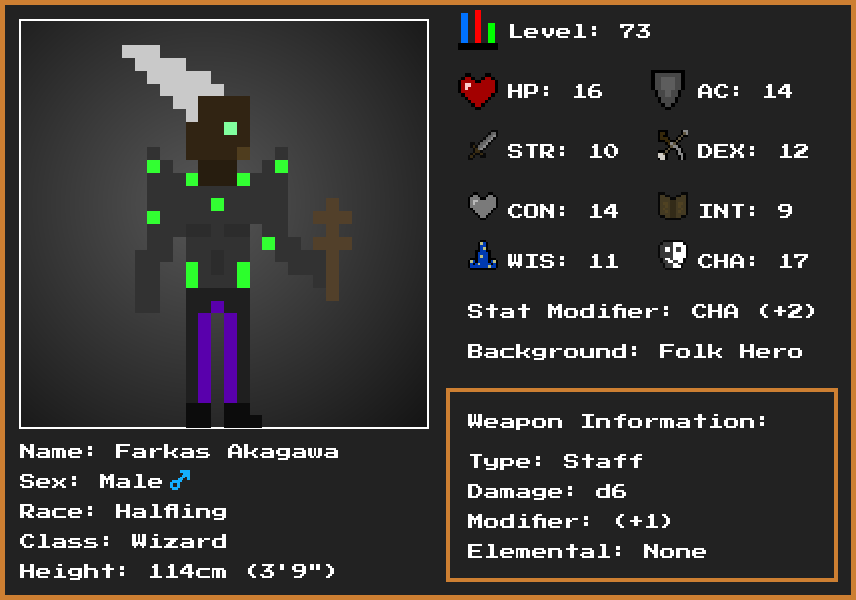 Level: 73
HP: 16
AC: 14
STR: 10
DEX: 12
CON: 14
INT: 9
WIS: 11
CHA: 17
Stat Modifier: CHA (+2)
Background: Folk Hero
Weapon Information:
Type: Staff
Damage: d6
Modifier: (+1)
Elemental: None
Name: Farkas Akagawa
Sex: Male ♂
Race: Halfling
Class: Wizard
Height: 114cm (3'9")